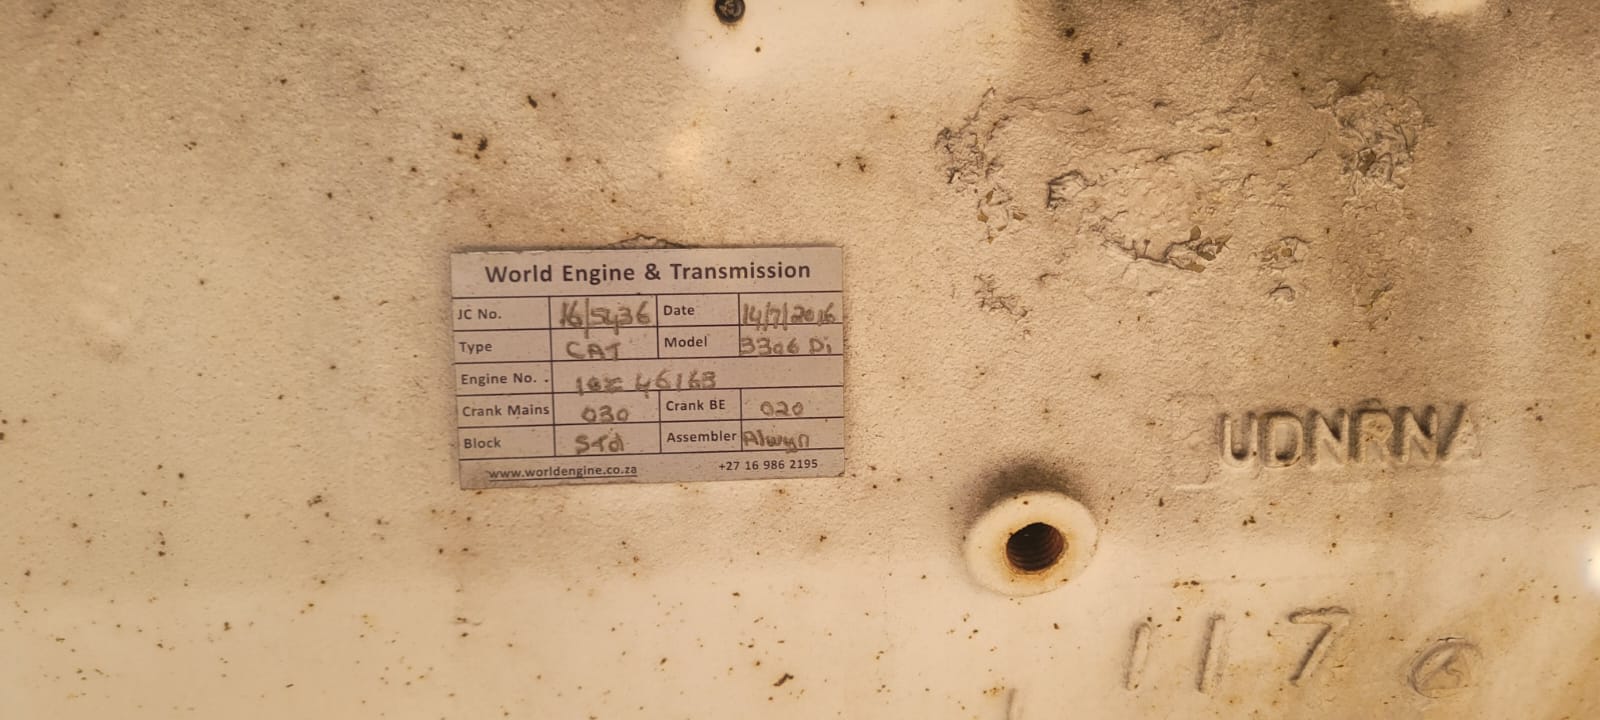 World Engine & Transmission
JC No. 16/5436 Date 14/7/2016
Type CAT Model 3306 Di
Engine No.
Crank Mains 030 Crank BE 020
Block STd Assembler Alwyn
www.worldengine.co.za +27 16 986 2195
UDNRNA
117